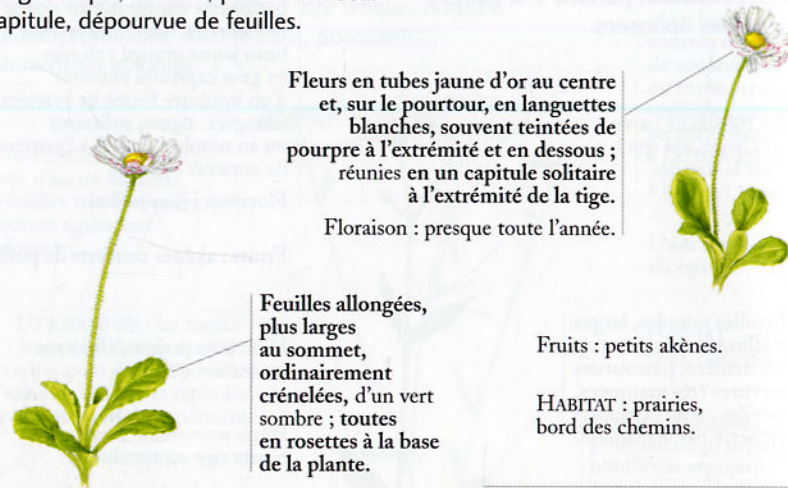 capitule, dépourvue de feuilles.
Fleurs en tubes jaune d'or au centre
et, sur le pourtour, en languettes
blanches, souvent teintées de
pourpre à l'extrémité et en dessous ;
réunies en un capitule solitaire
à l'extrémité de la tige.
Floraison : presque toute l'année.
Feuilles allongées,
plus larges
au sommet,
ordinairement
crénelées, d'un vert
sombre ; toutes
en rosettes à la base
de la plante.
Fruits : petits akènes.
HABITAT : prairies,
bord des chemins.